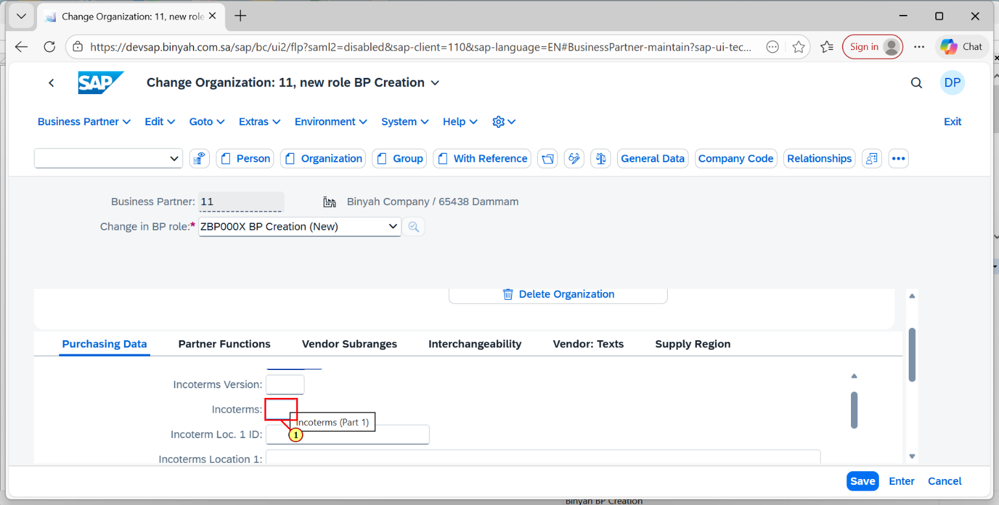 Change Organization: 11, new role
https://devsap.binyah.com.sa/sap/bc/ui2/flp?saml2=disabled&sap-client=110&sap-language=EN#BusinessPartner-maintain?sap-ui-tec...
Sign in
Chat
SAP
Change Organization: 11, new role BP Creation
DP
Business Partner
Edit
Goto
Extras
Environment
System
Help
Exit
Person
Organization
Group
With Reference
General Data
Company Code
Relationships
Business Partner: 11
Binyah Company / 65438 Dammam
Change in BP role:* ZBP000X BP Creation (New)
Delete Organization
Purchasing Data
Partner Functions
Vendor Subranges
Interchangeability
Vendor: Texts
Supply Region
Incoterms Version:
Incoterms:
Incoterms (Part 1)
1
Incoterm Loc. 1 ID:
Incoterms Location 1:
Save
Enter
Cancel
Binyah BP Creation